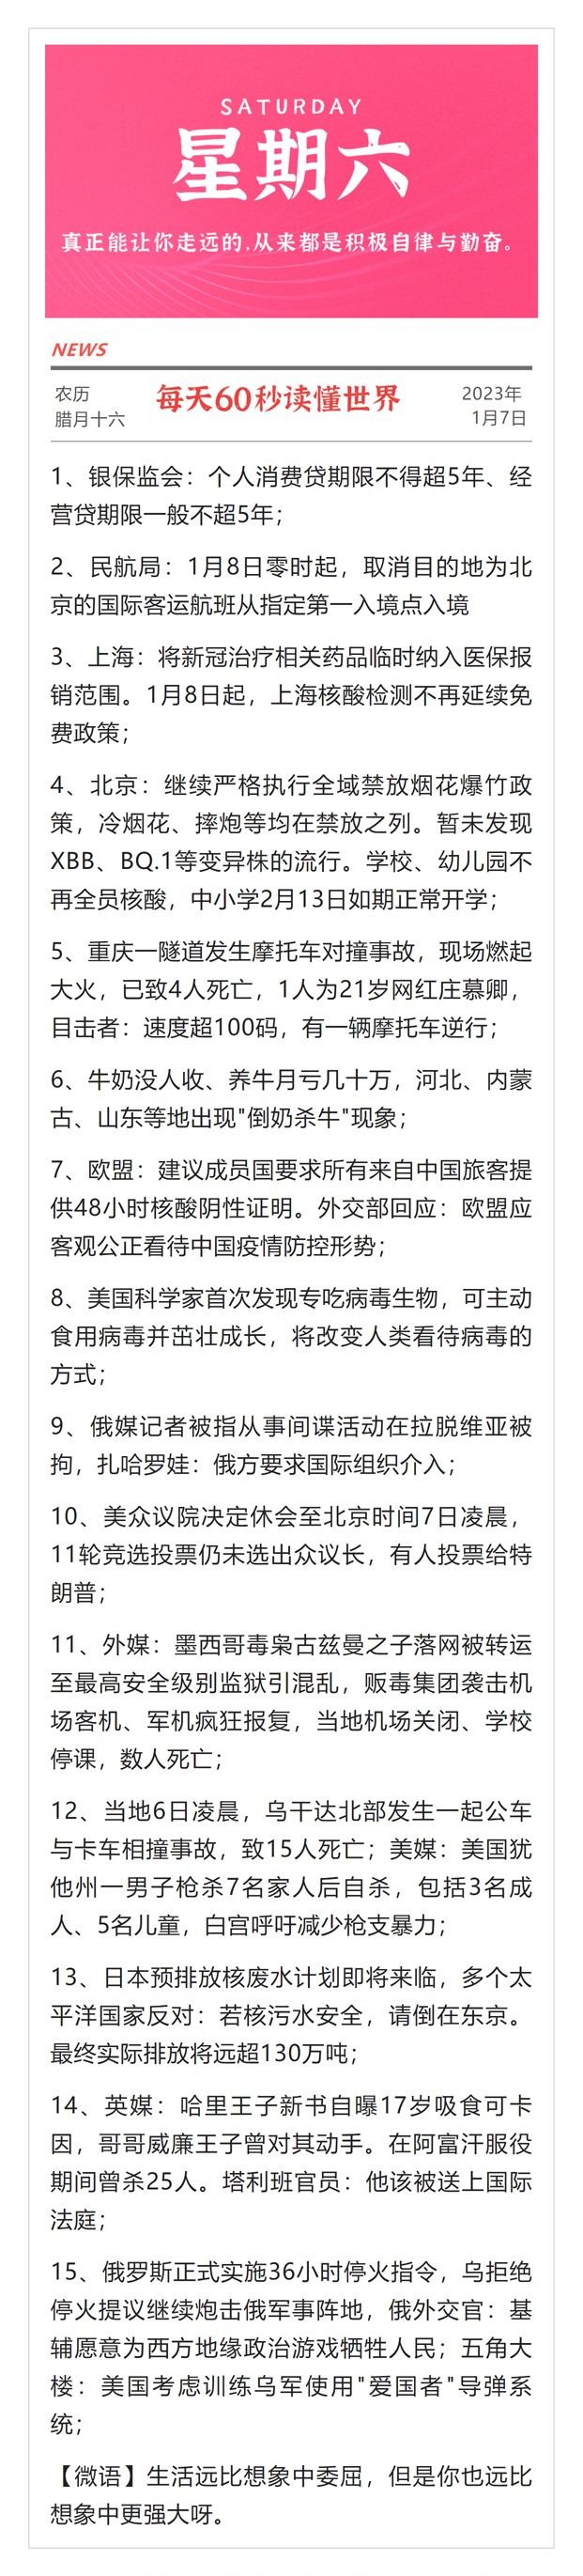 SATURDAY
星期六
真正能让你走远的,从来都是积极自律与勤奋。
NEWS
农历
腊月十六
每天60秒读懂世界
2023年
1月7日
1、银保监会：个人消费贷期限不得超5年、经
营贷期限一般不超5年；
2、民航局：1月8日零时起，取消目的地为北
京的国际客运航班从指定第一入境点入境
3、上海：将新冠治疗相关药品临时纳入医保报
销范围。1月8日起，上海核酸检测不再延续免
费政策；
4、北京：继续严格执行全域禁放烟花爆竹政
策，冷烟花、摔炮等均在禁放之列。暂未发现
XBB、BQ.1等变异株的流行。学校、幼儿园不
再全员核酸，中小学2月13日如期正常开学；
5、重庆一隧道发生摩托车对撞事故，现场燃起
大火，已致4人死亡，1人为21岁网红庄慕卿，
目击者：速度超100码，有一辆摩托车逆行；
6、牛奶没人收、养牛月亏几十万，河北、内蒙
古、山东等地出现"倒奶杀牛"现象；
7、欧盟：建议成员国要求所有来自中国旅客提
供48小时核酸阴性证明。外交部回应：欧盟应
客观公正看待中国疫情防控形势；
8、美国科学家首次发现专吃病毒生物，可主动
食用病毒并茁壮成长，将改变人类看待病毒的
方式；
9、俄媒记者被指从事间谍活动在拉脱维亚被
拘，扎哈罗娃：俄方要求国际组织介入；
10、美众议院决定休会至北京时间7日凌晨，
11轮竞选投票仍未选出众议长，有人投票给特
朗普；
11、外媒：墨西哥毒枭古兹曼之子落网被转运
至最高安全级别监狱引混乱，贩毒集团袭击机
场客机、军机疯狂报复，当地机场关闭、学校
停课，数人死亡；
12、当地6日凌晨，乌干达北部发生一起公车
与卡车相撞事故，致15人死亡；美媒：美国犹
他州一男子枪杀7名家人后自杀，包括3名成
人、5名儿童，白宫呼吁减少枪支暴力；
13、日本预排放核废水计划即将来临，多个太
平洋国家反对：若核污水安全，请倒在东京。
最终实际排放将远超130万吨；
14、英媒：哈里王子新书自曝17岁吸食可卡
因，哥哥威廉王子曾对其动手。在阿富汗服役
期间曾杀25人。塔利班官员：他该被送上国际
法庭；
15、俄罗斯正式实施36小时停火指令，乌拒绝
停火提议继续炮击俄军事阵地，俄外交官：基
辅愿意为西方地缘政治游戏牺牲人民；五角大
楼：美国考虑训练乌军使用"爱国者"导弹系
统；
【微语】生活远比想象中委屈，但是你也远比
想象中更强大呀。